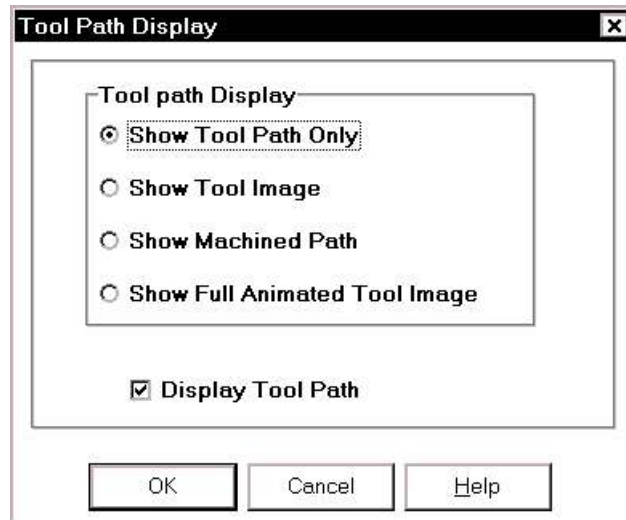 Tool Path Display
Tool path Display
Show Tool Path Only
Show Tool Image
Show Machined Path
Show Full Animated Tool Image
Display Tool Path
OK
Cancel
Help